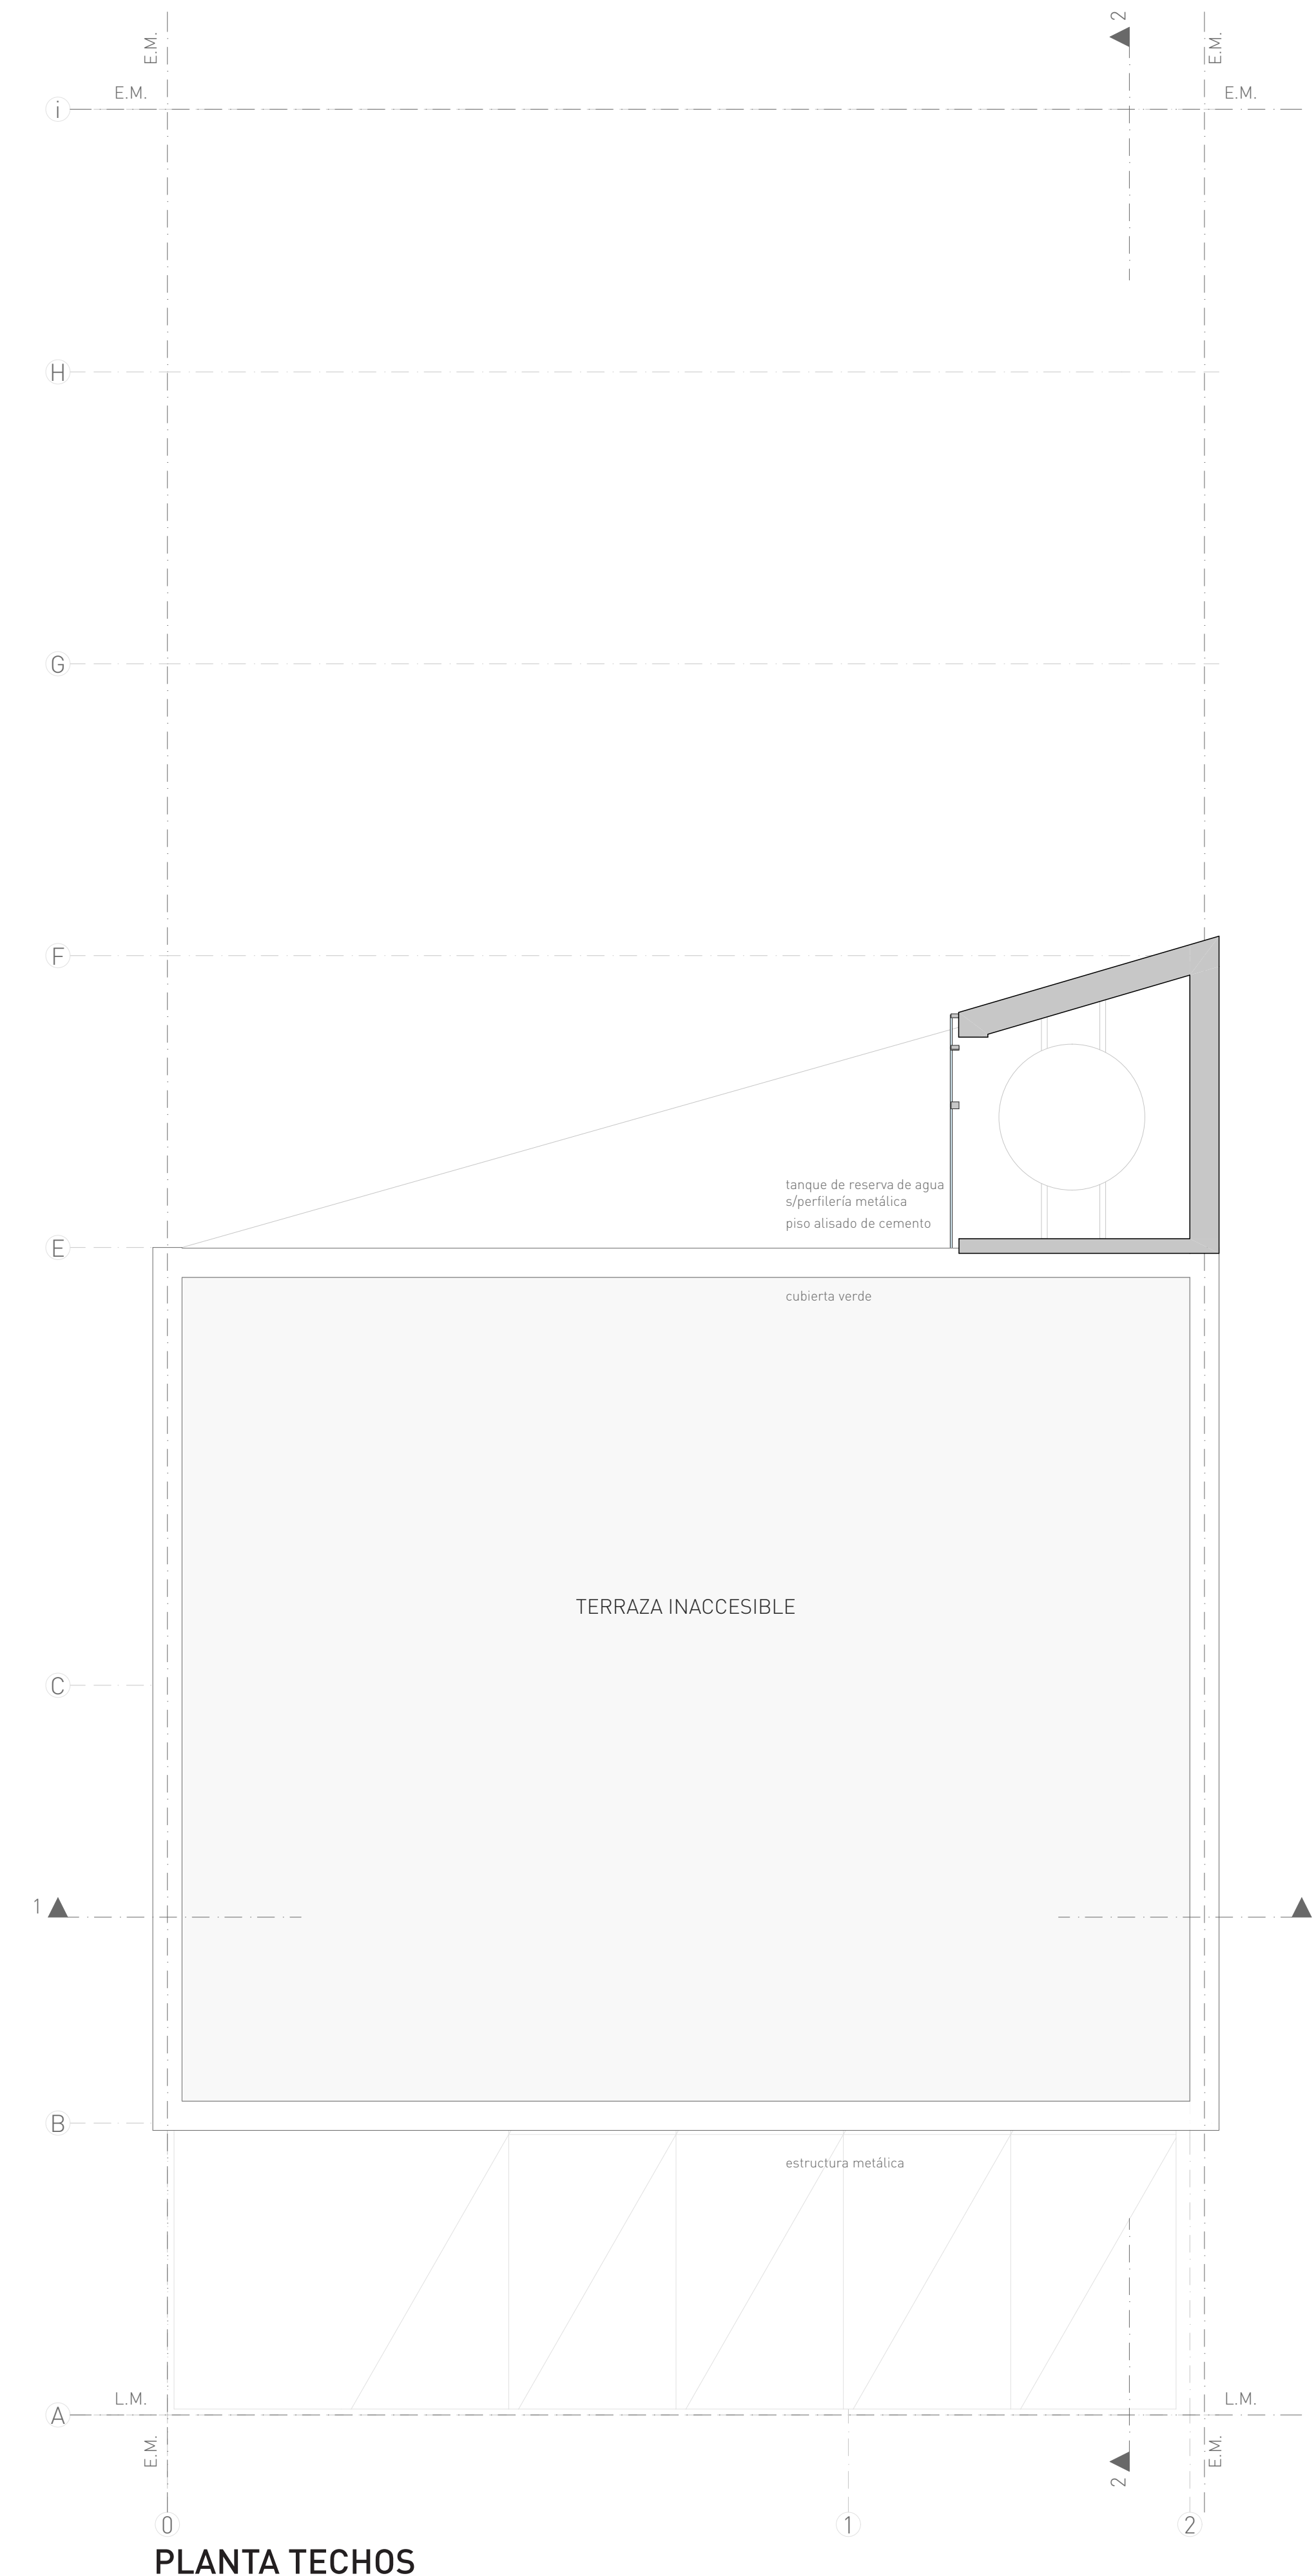 2
E.M.
E.M.
E.M.
E.M.
i
H
G
F
tanque de reserva de agua
s/perfilería metálica
piso alisado de cemento
E
cubierta verde
TERRAZA INACCESIBLE
C
1
B
estructura metálica
L.M.
L.M.
A
E.M.
E.M.
2
0
1
2
PLANTA TECHOS